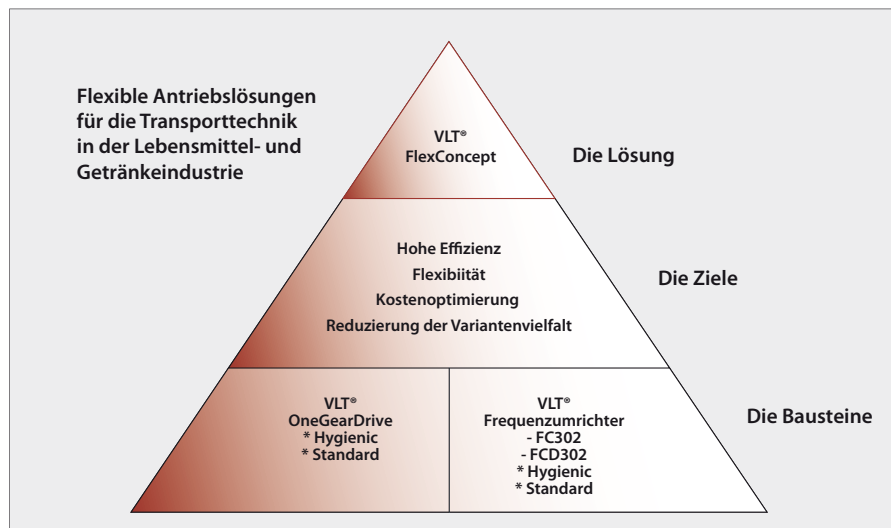 Flexible Antriebslösungen
für die Transporttechnik
in der Lebensmittel- und
Getränkeindustrie
VLT®
FlexConcept
Die Lösung
Hohe Effizienz
Flexibiität
Kostenoptimierung
Reduzierung der Variantenvielfalt
Die Ziele
VLT®
OneGearDrive
* Hygienic
* Standard
VLT®
Frequenzumrichter
- FC302
- FCD302
* Hygienic
* Standard
Die Bausteine